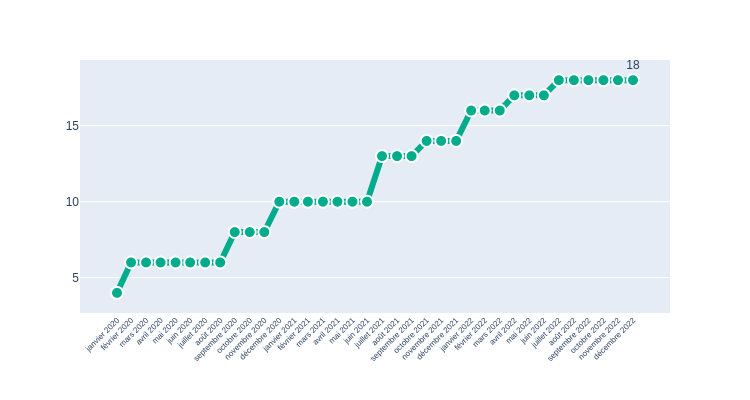 18
15
10
5
janvier 2020
février 2020
mars 2020
avril 2020
mai 2020
juin 2020
juillet 2020
août 2020
septembre 2020
octobre 2020
novembre 2020
décembre 2020
janvier 2021
février 2021
mars 2021
avril 2021
mai 2021
juin 2021
juillet 2021
août 2021
septembre 2021
octobre 2021
novembre 2021
décembre 2021
janvier 2022
février 2022
mars 2022
avril 2022
mai 2022
juin 2022
juillet 2022
août 2022
septembre 2022
octobre 2022
novembre 2022
décembre 2022